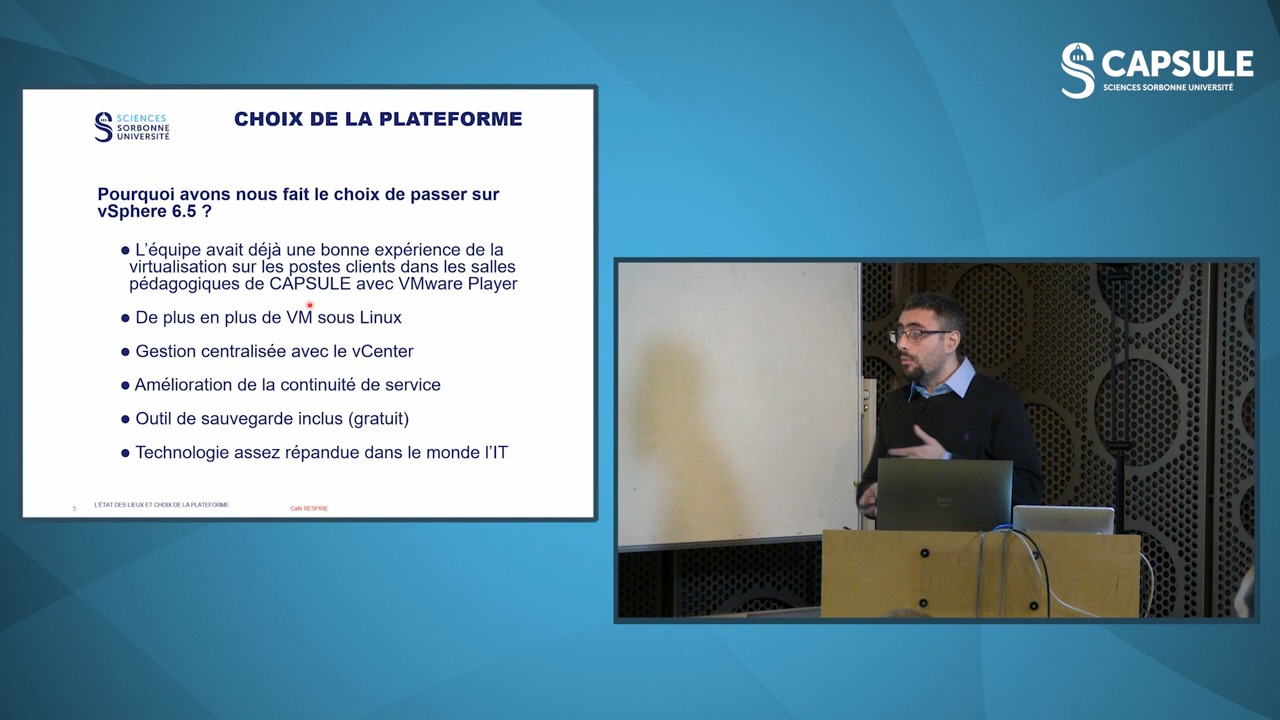 CAPSULE
SCIENCES SORBONNE UNIVERSITÉ
SCIENCES
SORBONNE
UNIVERSITÉ
CHOIX DE LA PLATEFORME
Pourquoi avons nous fait le choix de passer sur
vSphere 6.5 ?
● L'équipe avait déjà une bonne expérience de la
virtualisation sur les postes clients dans les salles
pédagogiques de CAPSULE avec VMware Player
● De plus en plus de VM sous Linux
● Gestion centralisée avec le vCenter
● Amélioration de la continuité de service
● Outil de sauvegarde inclus (gratuit)
● Technologie assez répandue dans le monde l'IT
5
L'ÉTAT DES LIEUX ET CHOIX DE LA PLATEFORME
Café RESPIRE
DELL